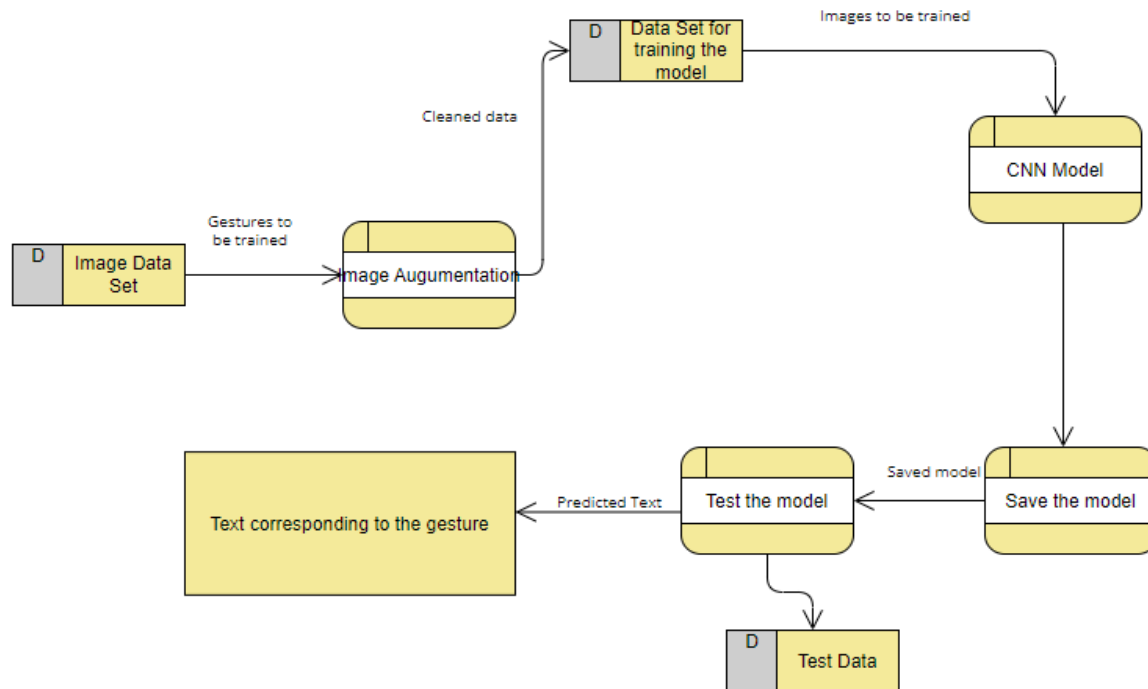 Images to be trained
D
Data Set for
training the
model
Cleaned data
CNN Model
Gestures to
be trained
D
Image Data
Set
Image Augumentation
Saved model
Predicted Text
Test the model
Save the model
Text corresponding to the gesture
D
Test Data